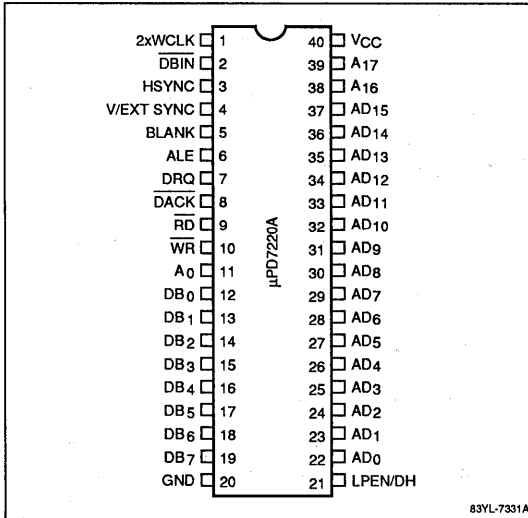 2xWCLK 1 40 VCC
DBIN 2 39 A17
HSYNC 3 38 A16
V/EXT SYNC 4 37 AD15
BLANK 5 36 AD14
ALE 6 35 AD13
DRQ 7 34 AD12
DACK 8 33 AD11
RD 9 32 AD10
WR 10 31 AD9
A0 11 30 AD8
DB0 12 29 AD7
DB1 13 28 AD6
DB2 14 27 AD5
DB3 15 26 AD4
DB4 16 25 AD3
DB5 17 24 AD2
DB6 18 23 AD1
DB7 19 22 AD0
GND 20 21 LPEN/DH
µPD7220A
83YL-7331A